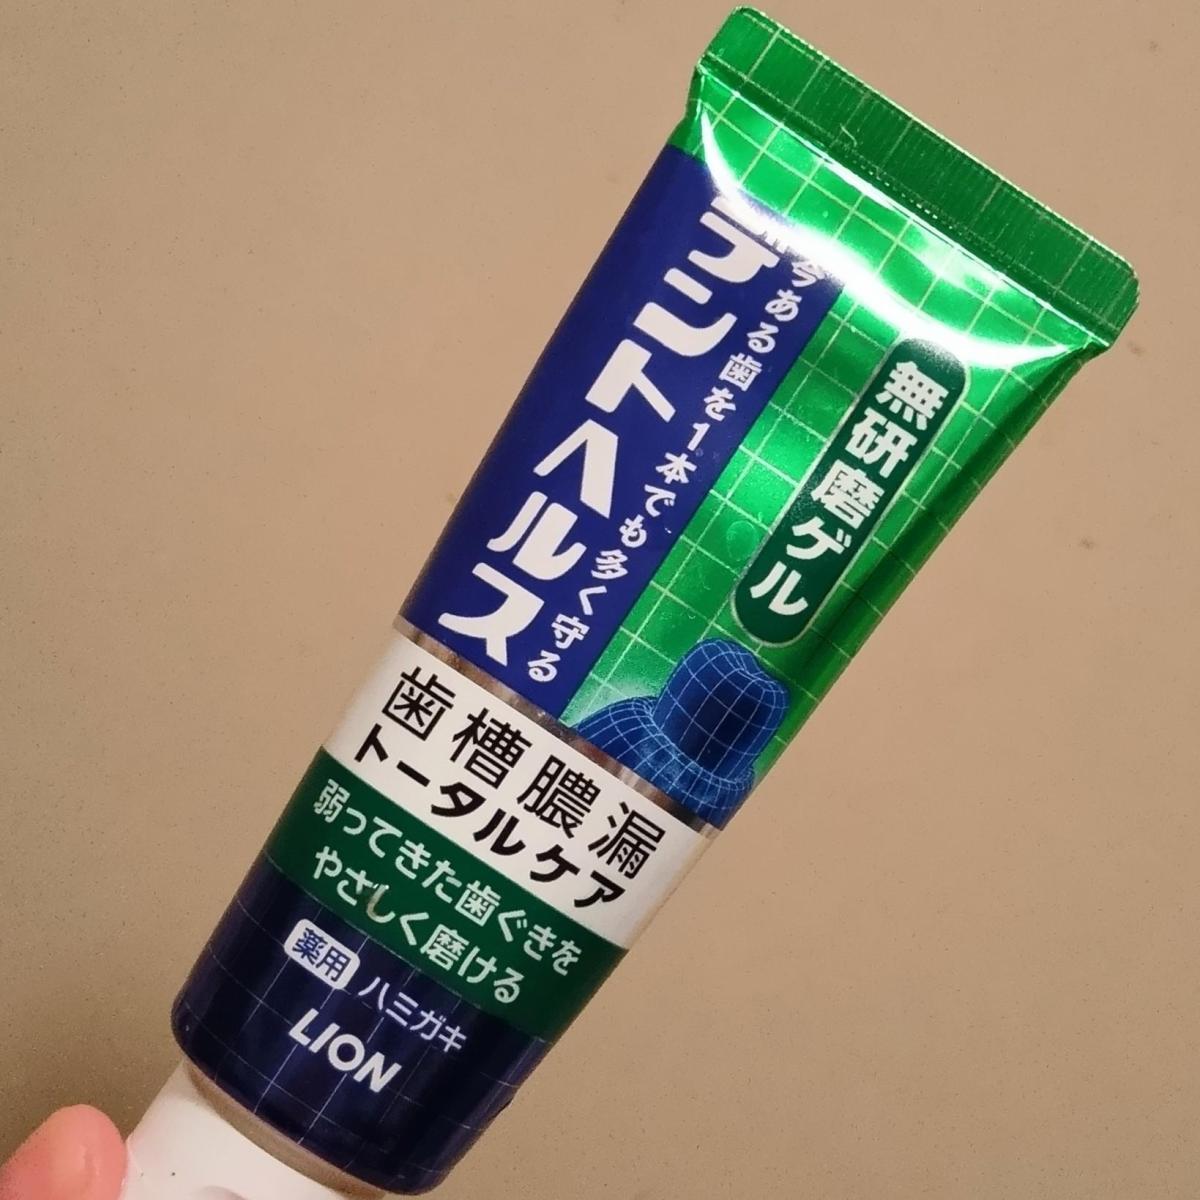 デントヘルス
今ある歯を1本でも多く守る
無研磨ゲル
歯槽膿漏
トータルケア
弱ってきた歯ぐきを
やさしく磨ける
薬用 ハミガキ
LION